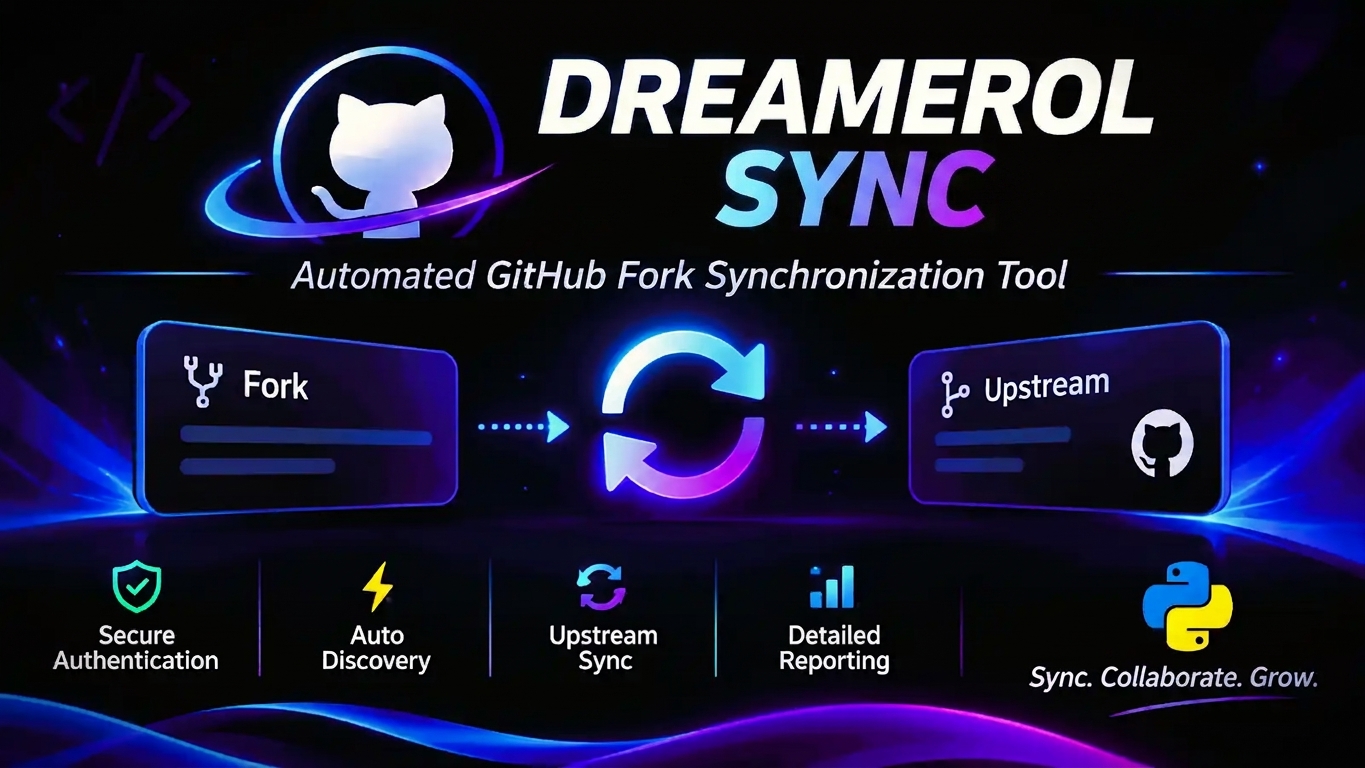 </>
DREAMEROL
SYNC
Automated GitHub Fork Synchronization Tool
Fork
Upstream
Secure
Authentication
Auto
Discovery
Upstream
Sync
Detailed
Reporting
Sync. Collaborate. Grow.